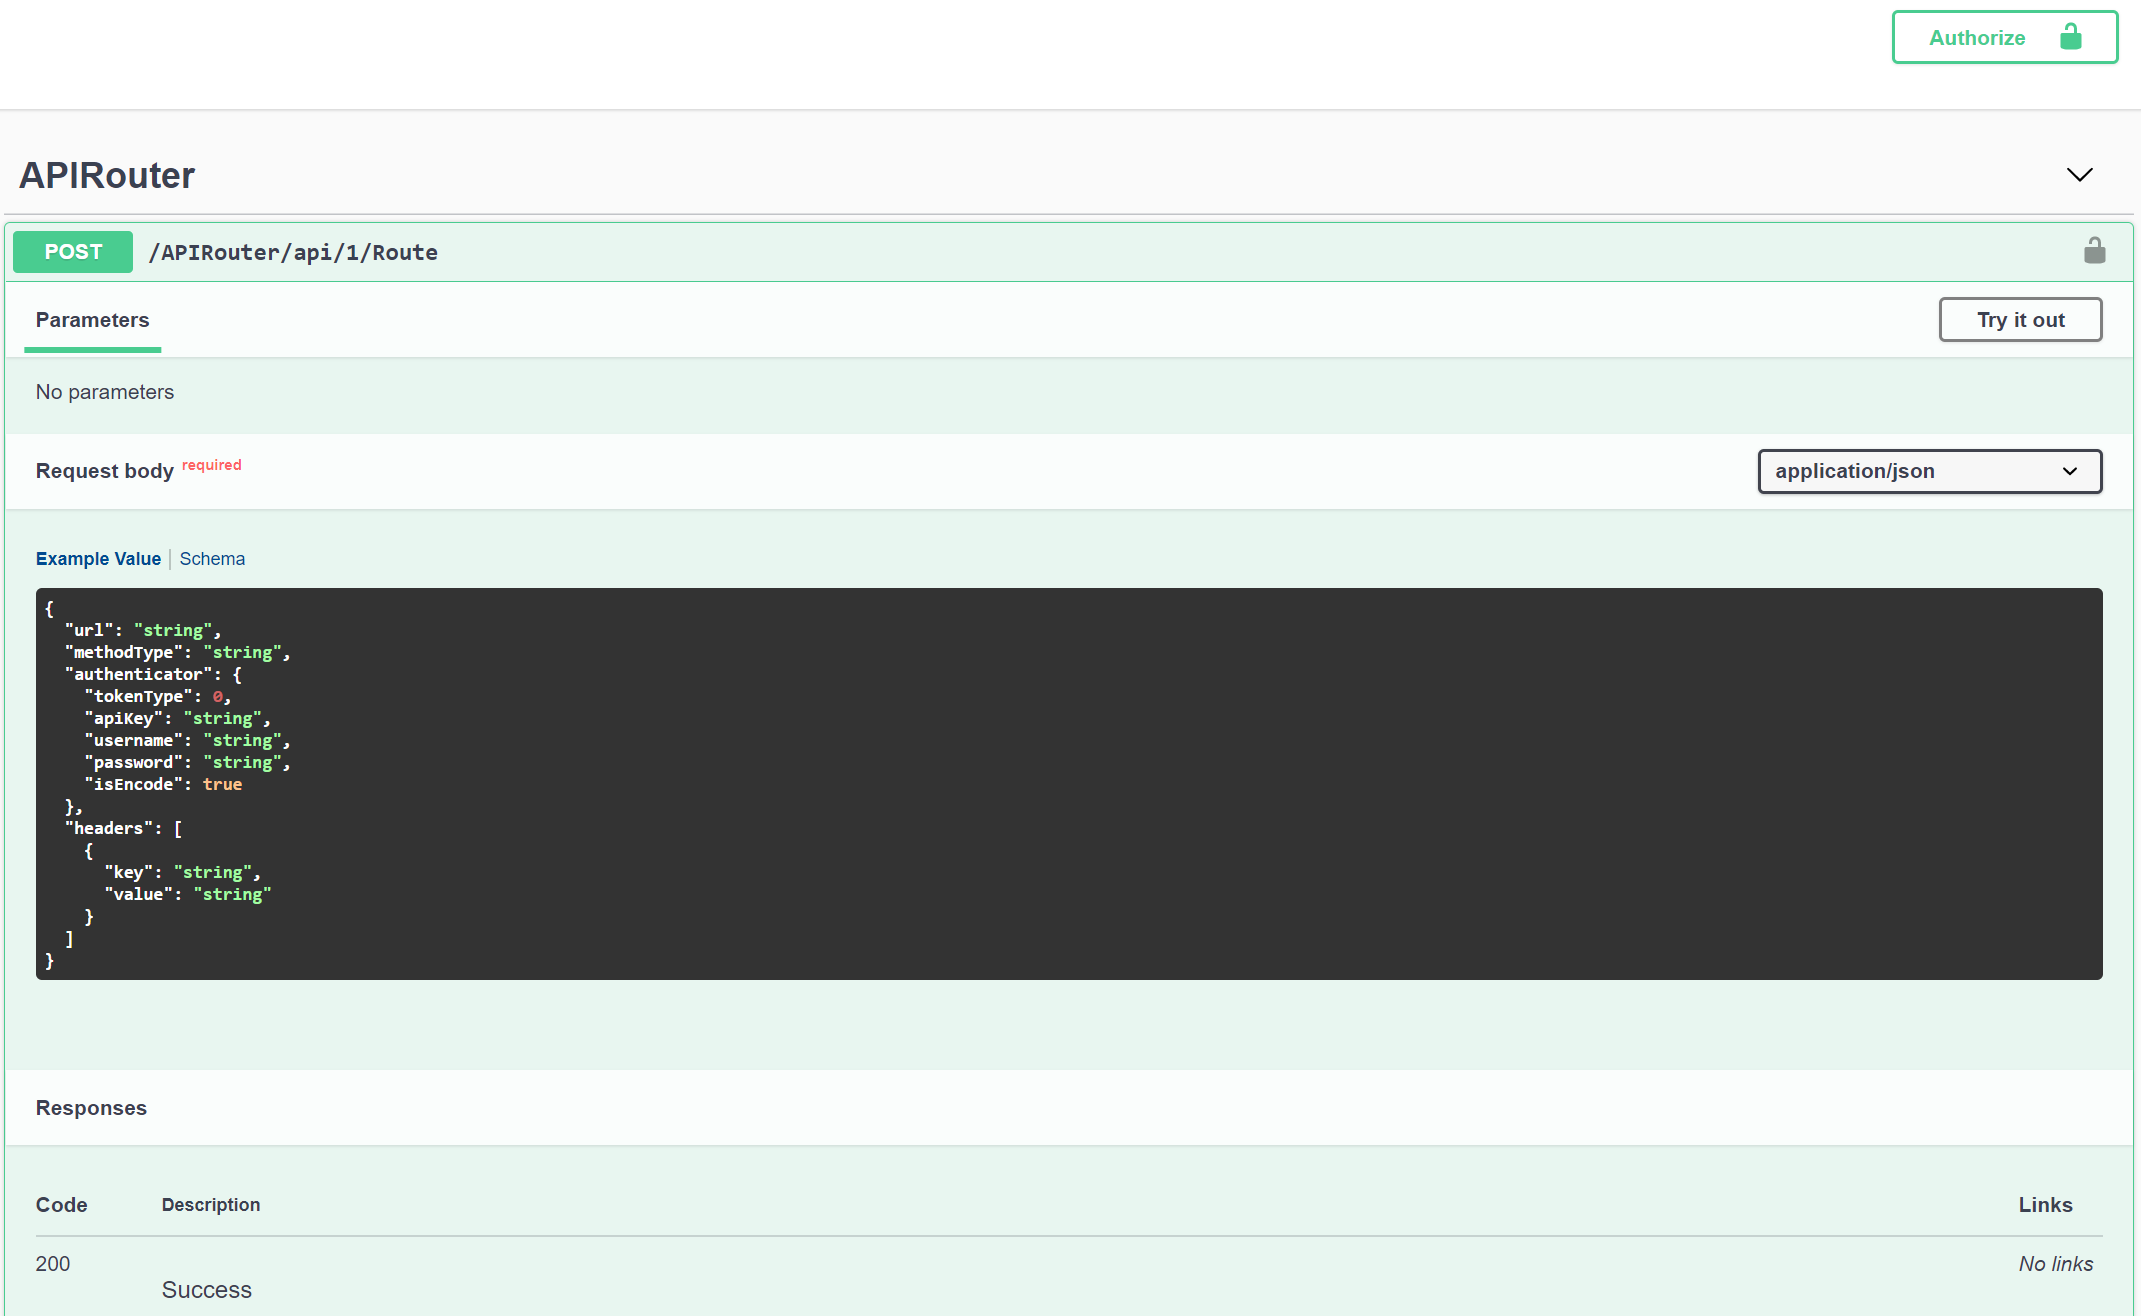 Authorize
APIRouter
POST /APIRouter/api/1/Route
Parameters
Try it out
No parameters
Request body required
application/json
Example Value | Schema
{
  "url": "string",
  "methodType": "string",
  "authenticator": {
    "tokenType": 0,
    "apiKey": "string",
    "username": "string",
    "password": "string",
    "isEncode": true
  },
  "headers": [
    {
      "key": "string",
      "value": "string"
    }
  ]
}
Responses
Code Description Links
200 No links
Success